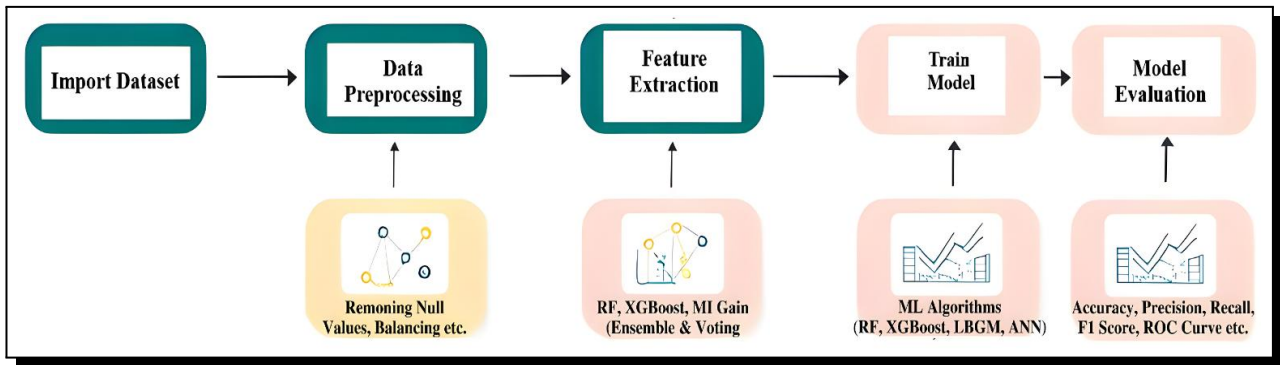 Import Dataset
Data
Preprocessing
Feature
Extraction
Train
Model
Model
Evaluation
Remoning Null
Values, Balancing etc.
RF, XGBoost, MI Gain
(Ensemble & Voting
ML Algorithms
(RF, XGBoost, LBGM, ANN)
Accuracy, Precision, Recall,
F1 Score, ROC Curve etc.